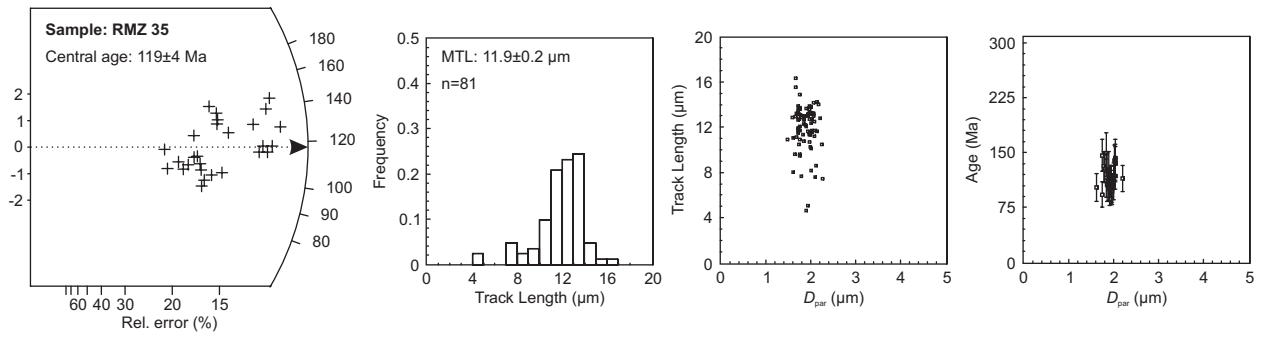 Sample: RMZ 35
Central age: 119±4 Ma
2
1
0
-1
-2
180
160
140
120
100
90
80
60 40 30 20 15
Rel. error (%)
MTL: 11.9±0.2 µm
n=81
0.5
0.4
0.3
0.2
0.1
0
Frequency
0 4 8 12 16 20
Track Length (µm)
20
16
12
8
4
0
Track Length (µm)
0 1 2 3 4 5
Dpar (µm)
300
225
150
75
0
Age (Ma)
0 1 2 3 4 5
Dpar (µm)